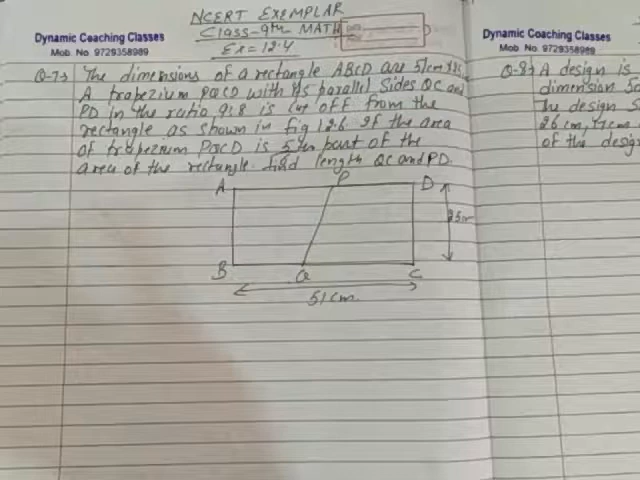 NCERT EXEMPLAR
Class-9th MATH
Ex = 12.4
Dynamic Coaching Classes
Mob No. 9729358989
Q-7→ The dimensions of a rectangle ABCD are 51cm
A trapezium PQCD with its parallel Sides QC and
PD in the ratio 9:8 is cut off from the
rectangle as shown in fig 12.6 If the area
of trapezium PQCD is 5/6th part of the
area of the rectangle. find length QC and PD.
A P D
B Q C
51cm
Dynamic Coaching Classes
Mob. No. 9729358989
Q-8→ A design is
dimension
The design
26cm,
of the desig